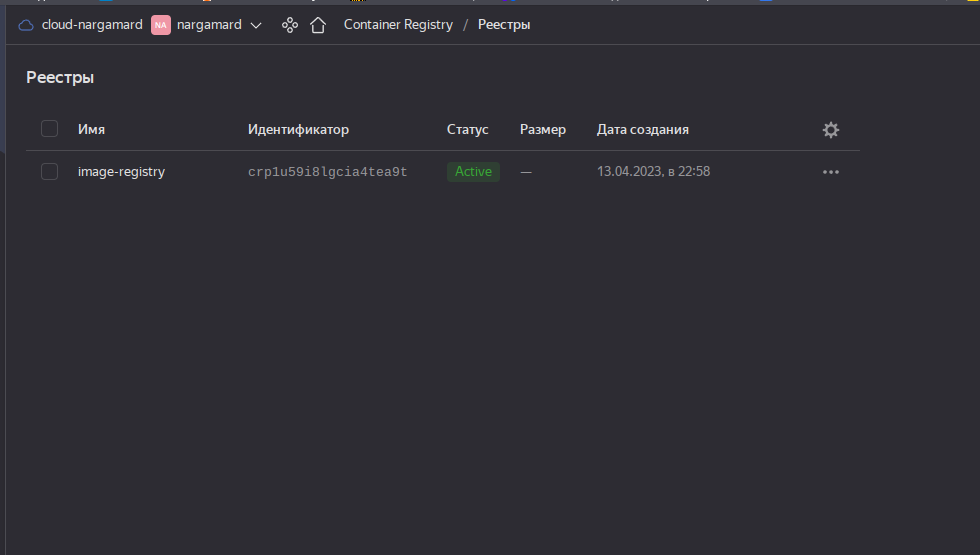 cloud-nargamard NA nargamard Container Registry / Реестры
Реестры
Имя Идентификатор Статус Размер Дата создания
image-registry crp1u59i8lgcia4tea9t Active — 13.04.2023, в 22:58